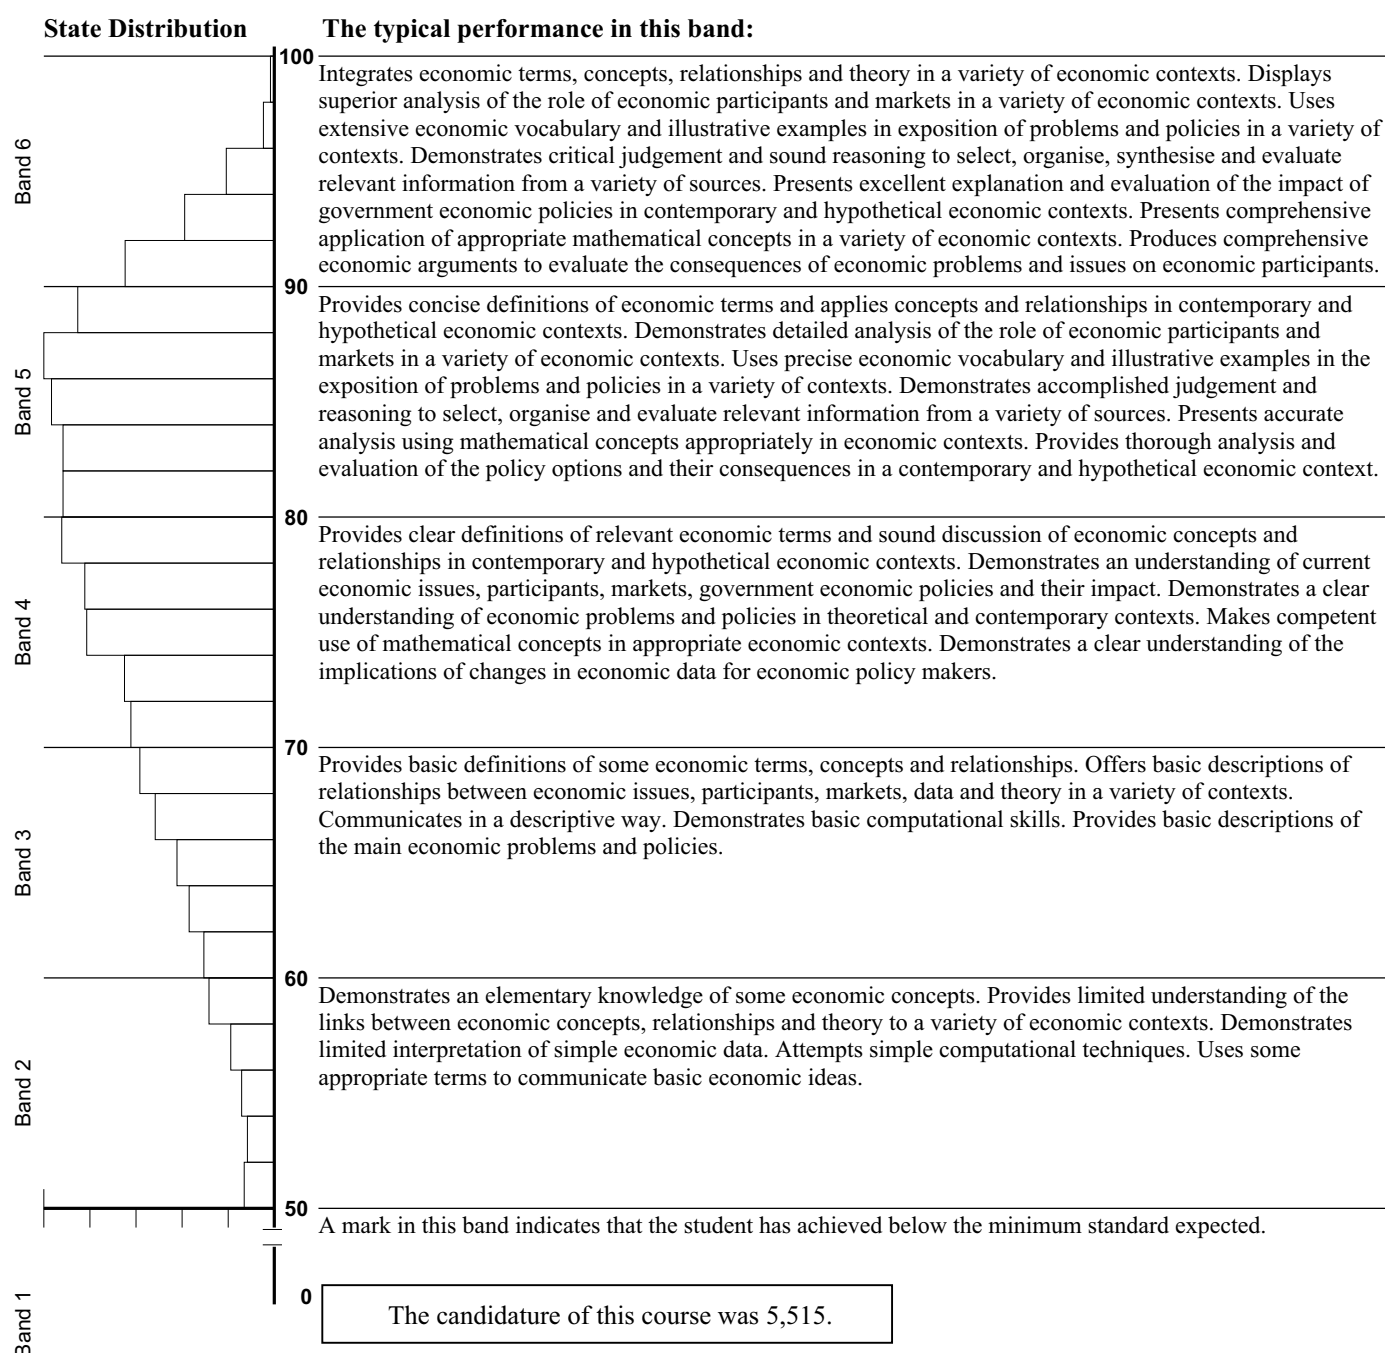 State Distribution
The typical performance in this band:
100
Integrates economic terms, concepts, relationships and theory in a variety of economic contexts. Displays
superior analysis of the role of economic participants and markets in a variety of economic contexts. Uses
extensive economic vocabulary and illustrative examples in exposition of problems and policies in a variety of
contexts. Demonstrates critical judgement and sound reasoning to select, organise, synthesise and evaluate
relevant information from a variety of sources. Presents excellent explanation and evaluation of the impact of
government economic policies in contemporary and hypothetical economic contexts. Presents comprehensive
application of appropriate mathematical concepts in a variety of economic contexts. Produces comprehensive
economic arguments to evaluate the consequences of economic problems and issues on economic participants.
Band 6
90
Provides concise definitions of economic terms and applies concepts and relationships in contemporary and
hypothetical economic contexts. Demonstrates detailed analysis of the role of economic participants and
markets in a variety of economic contexts. Uses precise economic vocabulary and illustrative examples in the
exposition of problems and policies in a variety of contexts. Demonstrates accomplished judgement and
reasoning to select, organise and evaluate relevant information from a variety of sources. Presents accurate
analysis using mathematical concepts appropriately in economic contexts. Provides thorough analysis and
evaluation of the policy options and their consequences in a contemporary and hypothetical economic context.
Band 5
80
Provides clear definitions of relevant economic terms and sound discussion of economic concepts and
relationships in contemporary and hypothetical economic contexts. Demonstrates an understanding of current
economic issues, participants, markets, government economic policies and their impact. Demonstrates a clear
understanding of economic problems and policies in theoretical and contemporary contexts. Makes competent
use of mathematical concepts in appropriate economic contexts. Demonstrates a clear understanding of the
implications of changes in economic data for economic policy makers.
Band 4
70
Provides basic definitions of some economic terms, concepts and relationships. Offers basic descriptions of
relationships between economic issues, participants, markets, data and theory in a variety of contexts.
Communicates in a descriptive way. Demonstrates basic computational skills. Provides basic descriptions of
the main economic problems and policies.
Band 3
60
Demonstrates an elementary knowledge of some economic concepts. Provides limited understanding of the
links between economic concepts, relationships and theory to a variety of economic contexts. Demonstrates
limited interpretation of simple economic data. Attempts simple computational techniques. Uses some
appropriate terms to communicate basic economic ideas.
Band 2
50
A mark in this band indicates that the student has achieved below the minimum standard expected.
0
Band 1
The candidature of this course was 5,515.